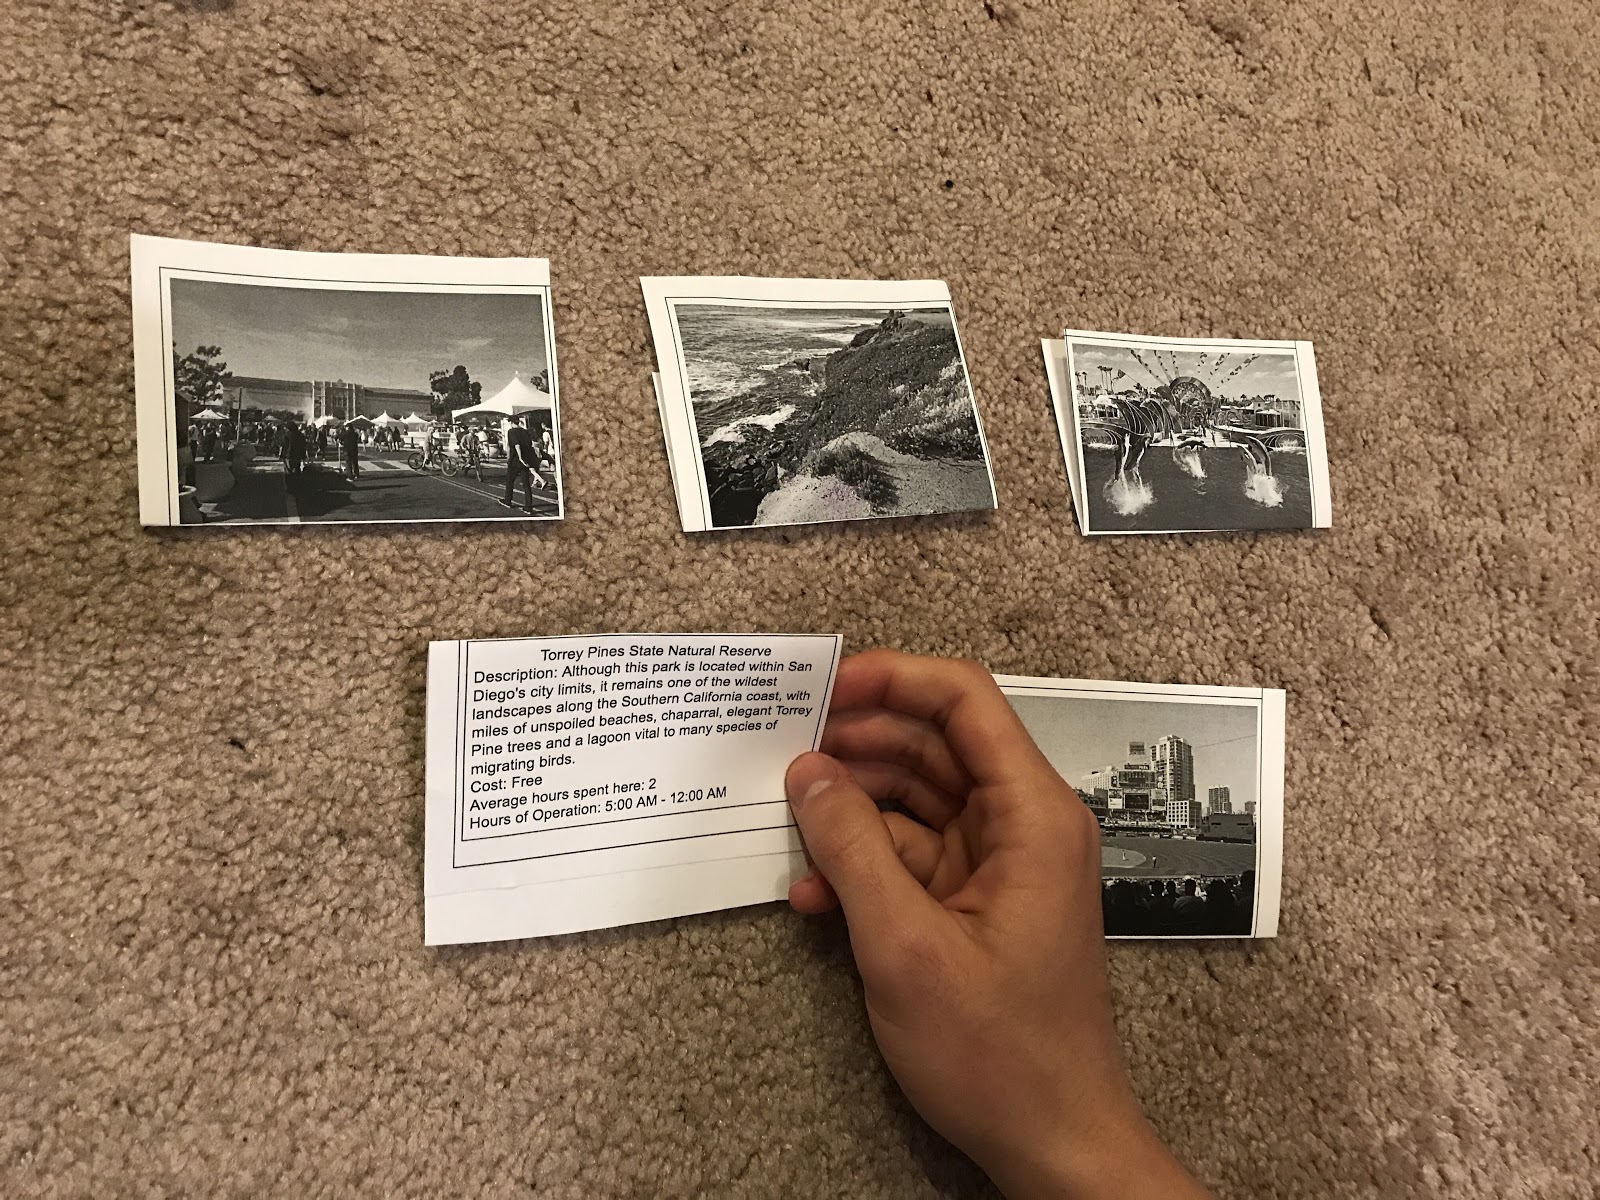 Torrey Pines State Natural Reserve
Description: Although this park is located within San
Diego's city limits, it remains one of the wildest
landscapes along the Southern California coast, with
miles of unspoiled beaches, chaparral, elegant Torrey
Pine trees and a lagoon vital to many species of
migrating birds.
Cost: Free
Average hours spent here: 2
Hours of Operation: 5:00 AM - 12:00 AM